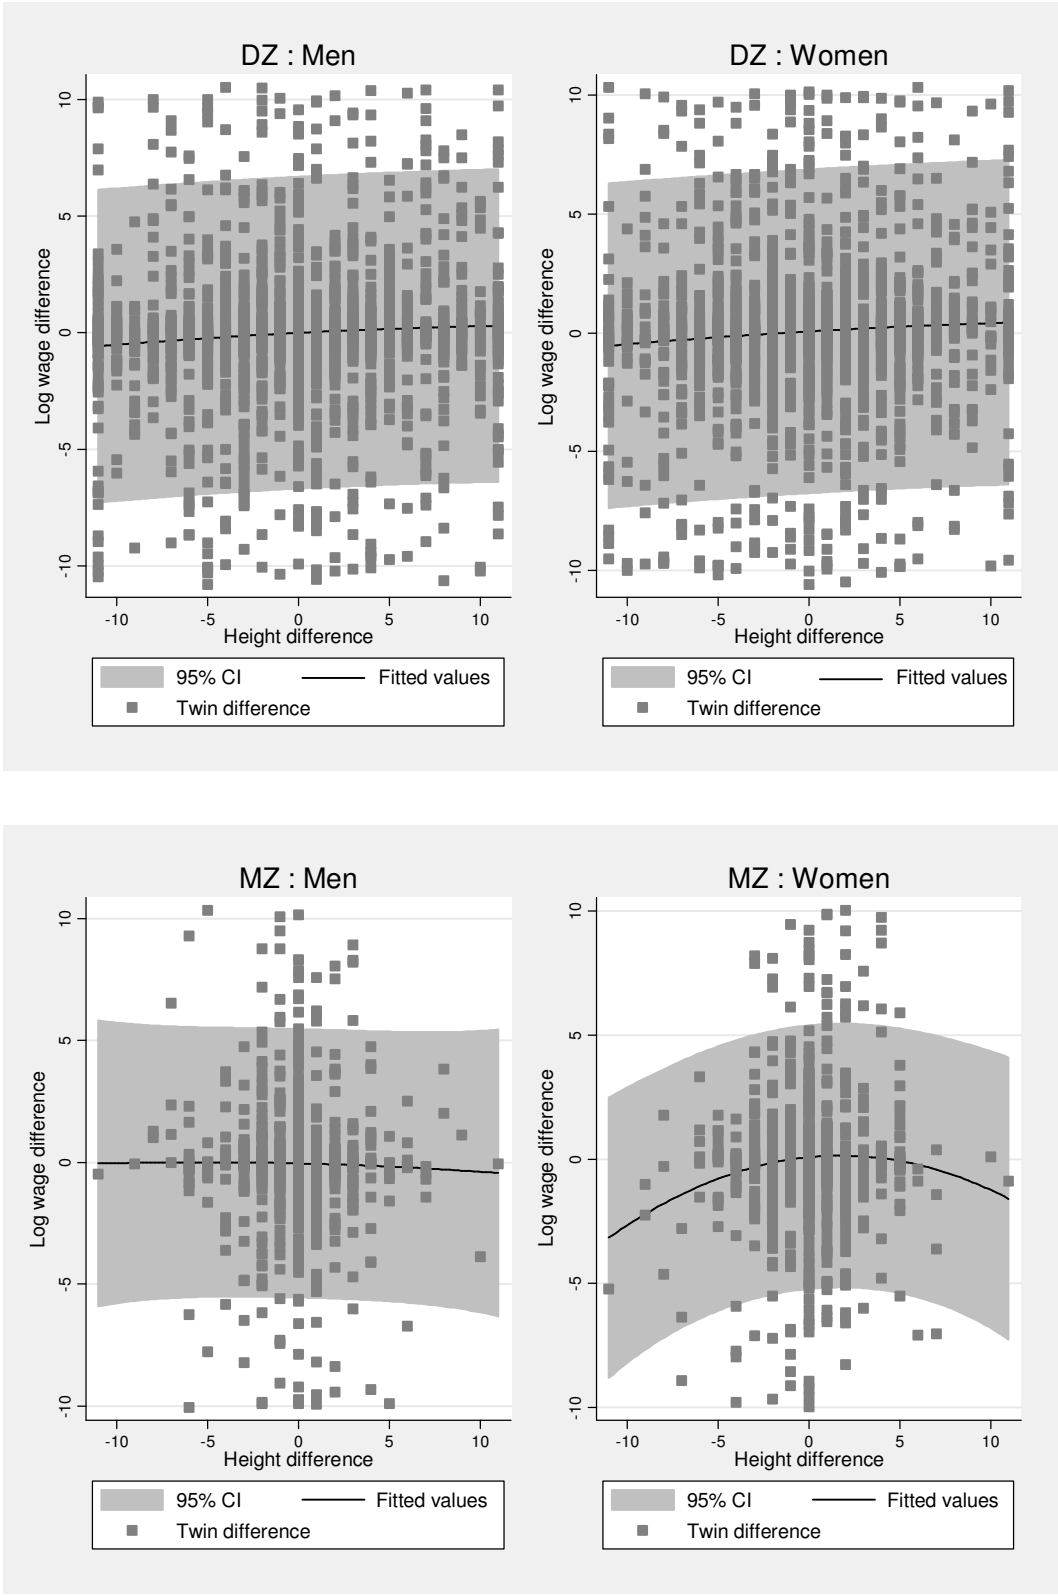 DZ : Men
DZ : Women
Log wage difference
10
5
0
-5
-10
-10 -5 0 5 10
Height difference
95% CI Fitted values
Twin difference
Log wage difference
10
5
0
-5
-10
-10 -5 0 5 10
Height difference
95% CI Fitted values
Twin difference
MZ : Men
MZ : Women
Log wage difference
10
5
0
-5
-10
-10 -5 0 5 10
Height difference
95% CI Fitted values
Twin difference
Log wage difference
10
5
0
-5
-10
-10 -5 0 5 10
Height difference
95% CI Fitted values
Twin difference